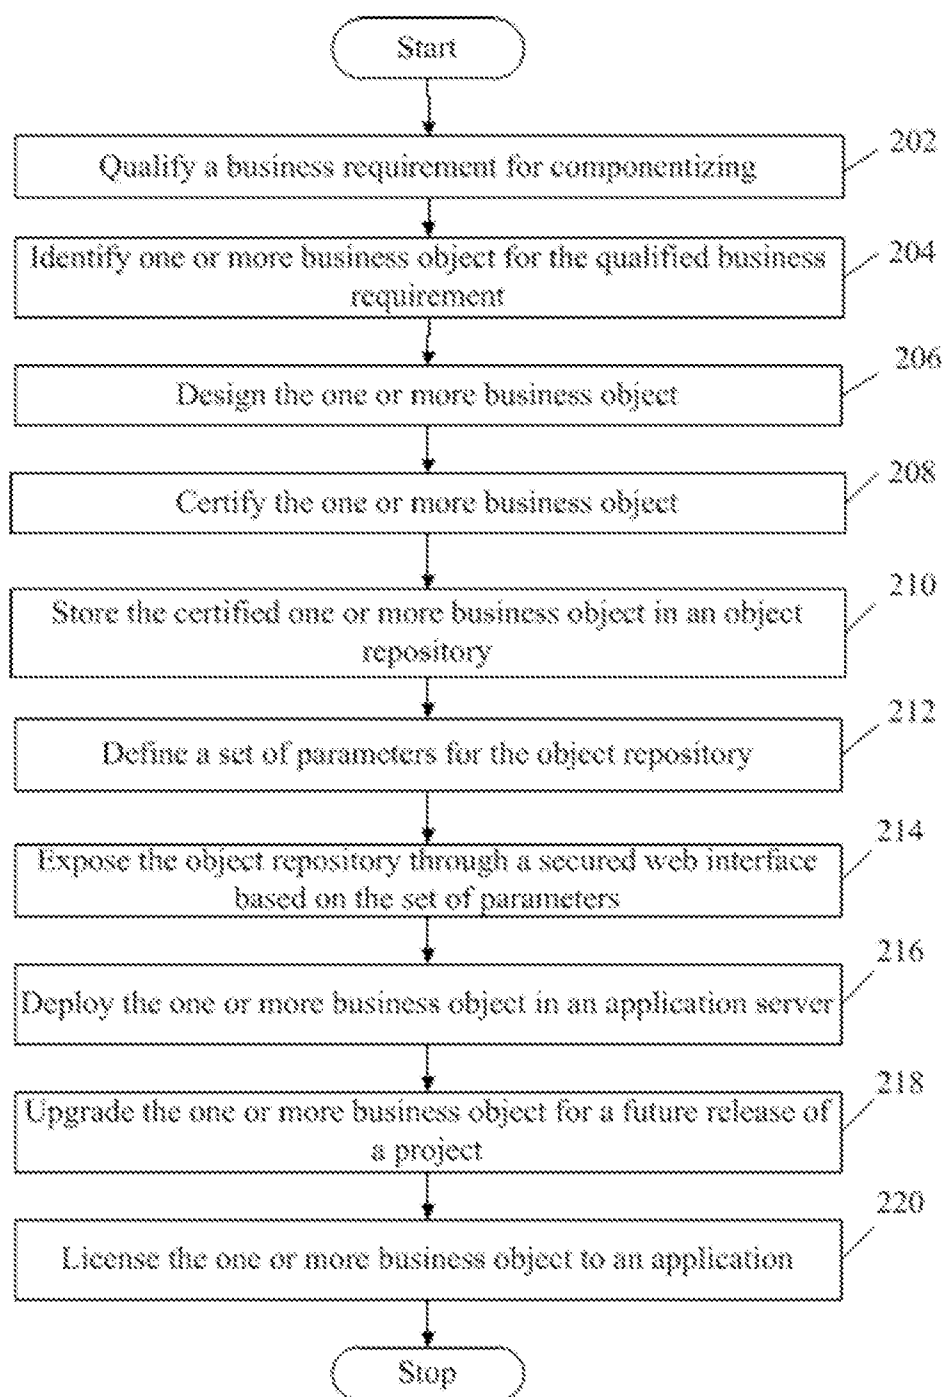 Start
Qualify a business requirement for componentizing
202
Identify one or more business object for the qualified business
requirement
204
Design the one or more business object
206
Certify the one or more business object
208
Store the certified one or more business object in an object
repository
210
Define a set of parameters for the object repository
212
Expose the object repository through a secured web interface
based on the set of parameters
214
Deploy the one or more business object in an application server
216
Upgrade the one or more business object for a future release of
a project
218
License the one or more business object to an application
220
Stop